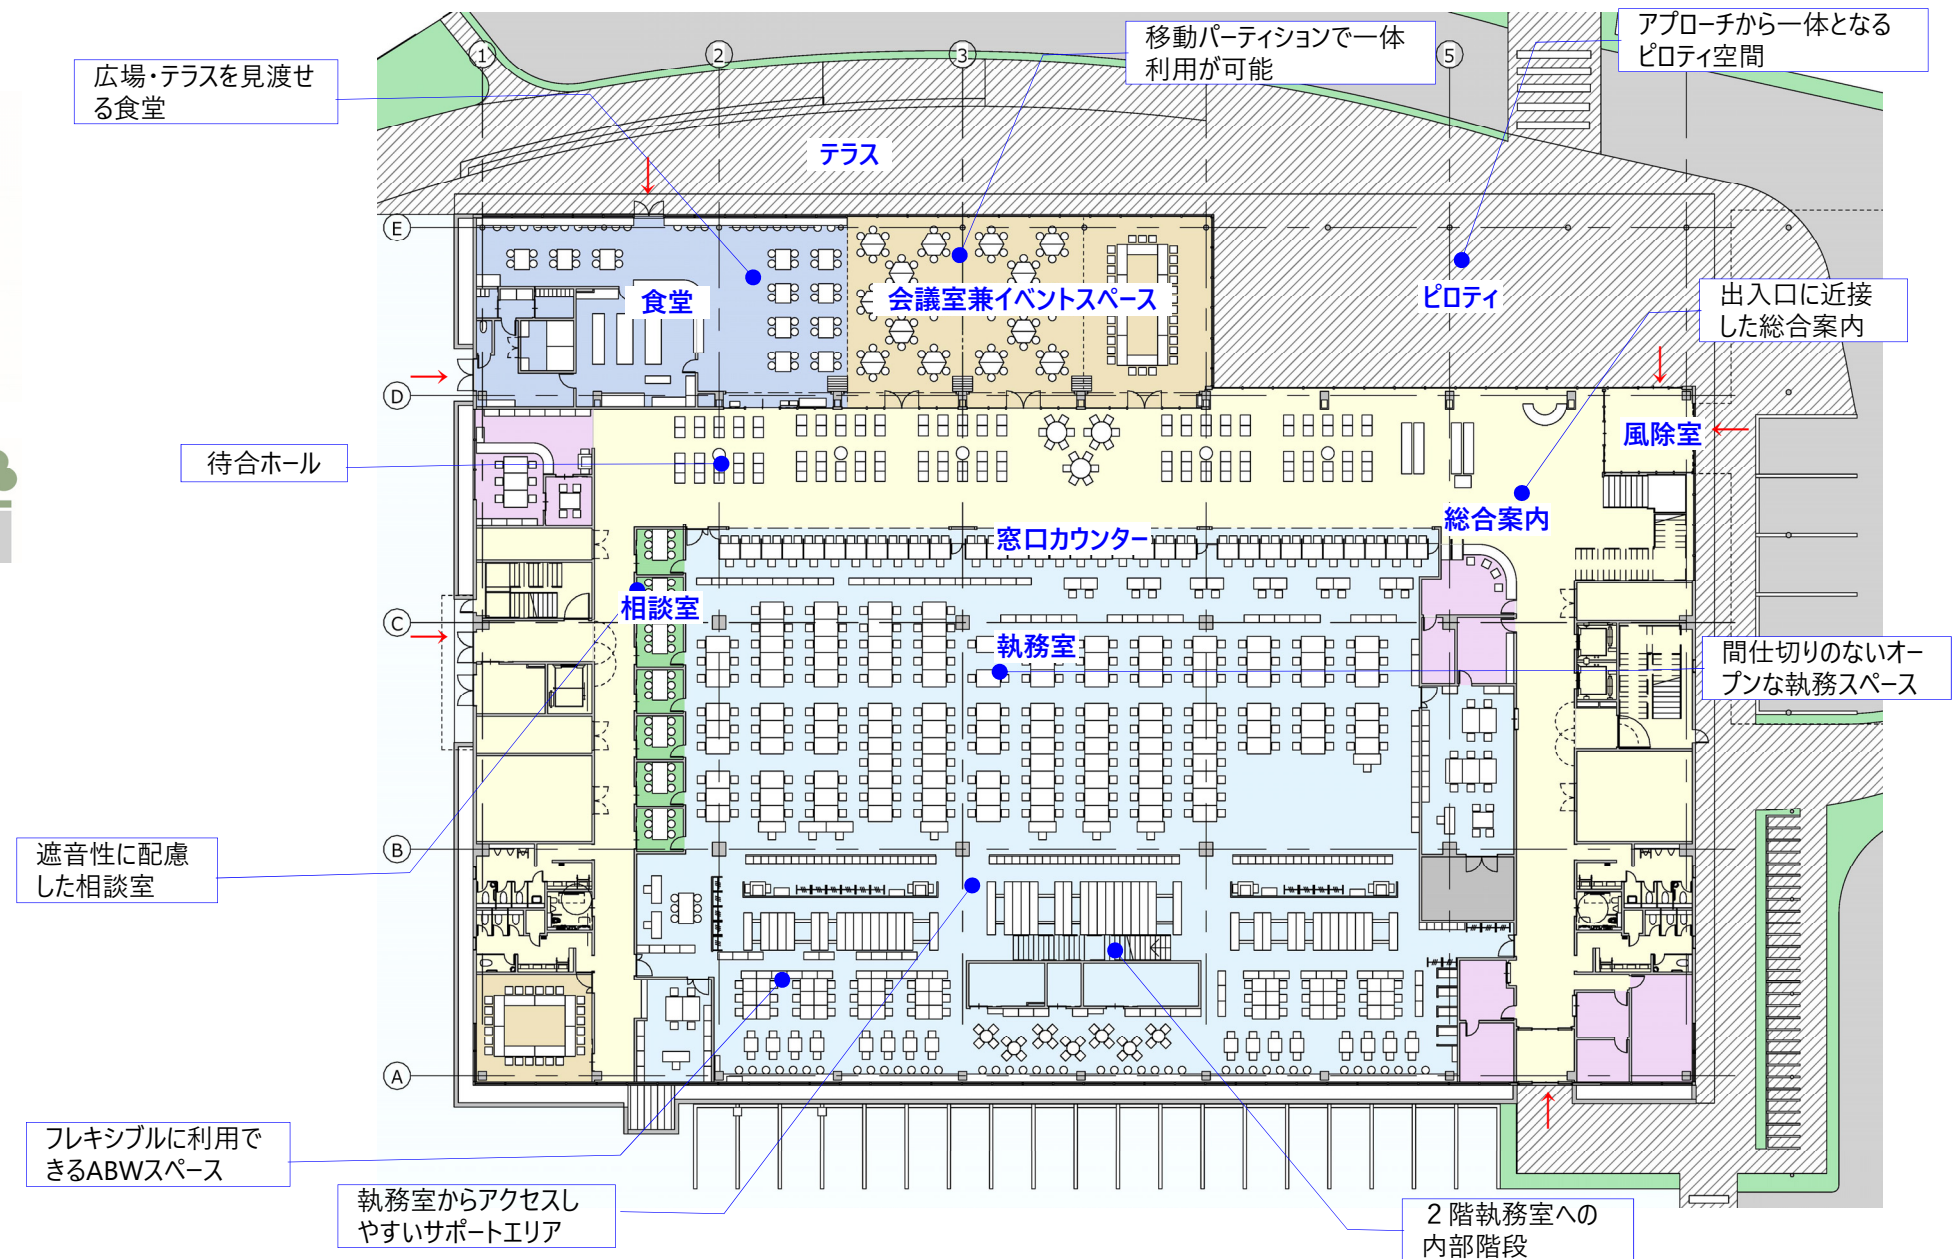 移動パーティションで一体
利用が可能
アプローチから一体となる
ピロティ空間
広場・テラスを見渡せ
る食堂
1
2
3
5
テラス
E
食堂
会議室兼イベントスペース
ピロティ
出入口に近接
した総合案内
D
風除室
待合ホール
総合案内
窓口カウンター
相談室
C
執務室
間仕切りのないオー
プンな執務スペース
B
遮音性に配慮
した相談室
A
フレキシブルに利用で
きるABWスペース
執務室からアクセスし
やすいサポートエリア
2階執務室への
内部階段